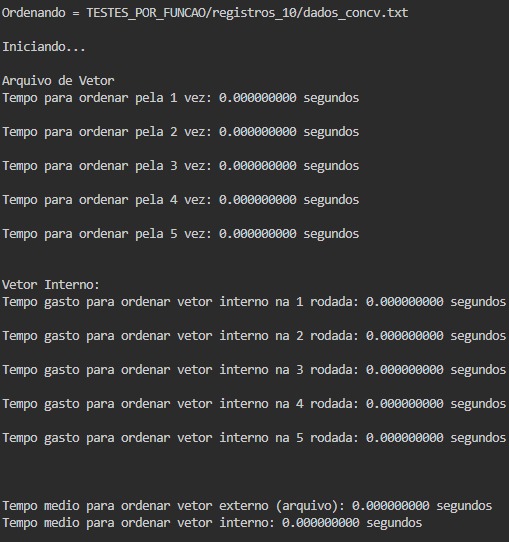 Ordenando = TESTES_POR_FUNCAO/registros_10/dados_concv.txt
Iniciando...
Arquivo de Vetor
Tempo para ordenar pela 1 vez: 0.000000000 segundos
Tempo para ordenar pela 2 vez: 0.000000000 segundos
Tempo para ordenar pela 3 vez: 0.000000000 segundos
Tempo para ordenar pela 4 vez: 0.000000000 segundos
Tempo para ordenar pela 5 vez: 0.000000000 segundos
Vetor Interno:
Tempo gasto para ordenar vetor interno na 1 rodada: 0.000000000 segundos
Tempo gasto para ordenar vetor interno na 2 rodada: 0.000000000 segundos
Tempo gasto para ordenar vetor interno na 3 rodada: 0.000000000 segundos
Tempo gasto para ordenar vetor interno na 4 rodada: 0.000000000 segundos
Tempo gasto para ordenar vetor interno na 5 rodada: 0.000000000 segundos
Tempo medio para ordenar vetor externo (arquivo): 0.000000000 segundos
Tempo medio para ordenar vetor interno: 0.000000000 segundos